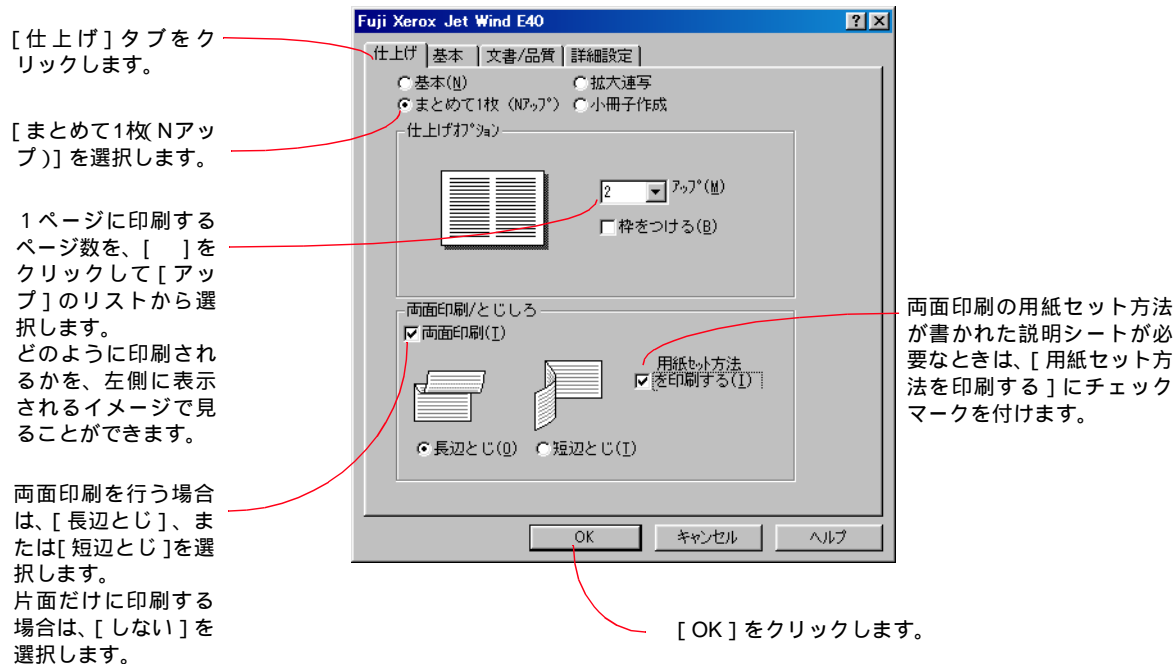 Fuji Xerox Jet Wind E40
仕上げ 基本 文書/品質 詳細設定
基本(N) 拡大連写
まとめて1枚 (Nｱｯﾌﾟ) 小冊子作成
仕上げｵﾌﾟｼｮﾝ
2 ｱｯﾌﾟ(M)
枠をつける(B)
両面印刷/とじしろ
両面印刷(T)
用紙ｾｯﾄ方法
を印刷する(I)
長辺とじ(O) 短辺とじ(T)
OK キャンセル ヘルプ
[仕上げ]タブをク
リックします。
[まとめて1枚(Nアッ
プ)]を選択します。
1ページに印刷する
ページ数を、[ ]を
クリックして[アッ
プ]のリストから選
択します。
どのように印刷され
るかを、左側に表示
されるイメージで見
ることができます。
両面印刷を行う場合
は、[長辺とじ]、ま
たは[短辺とじ]を選
択します。
片面だけに印刷する
場合は、[しない]を
選択します。
両面印刷の用紙セット方法
が書かれた説明シートが必
要なときは、[用紙セット方
法を印刷する]にチェック
マークを付けます。
[OK]をクリックします。